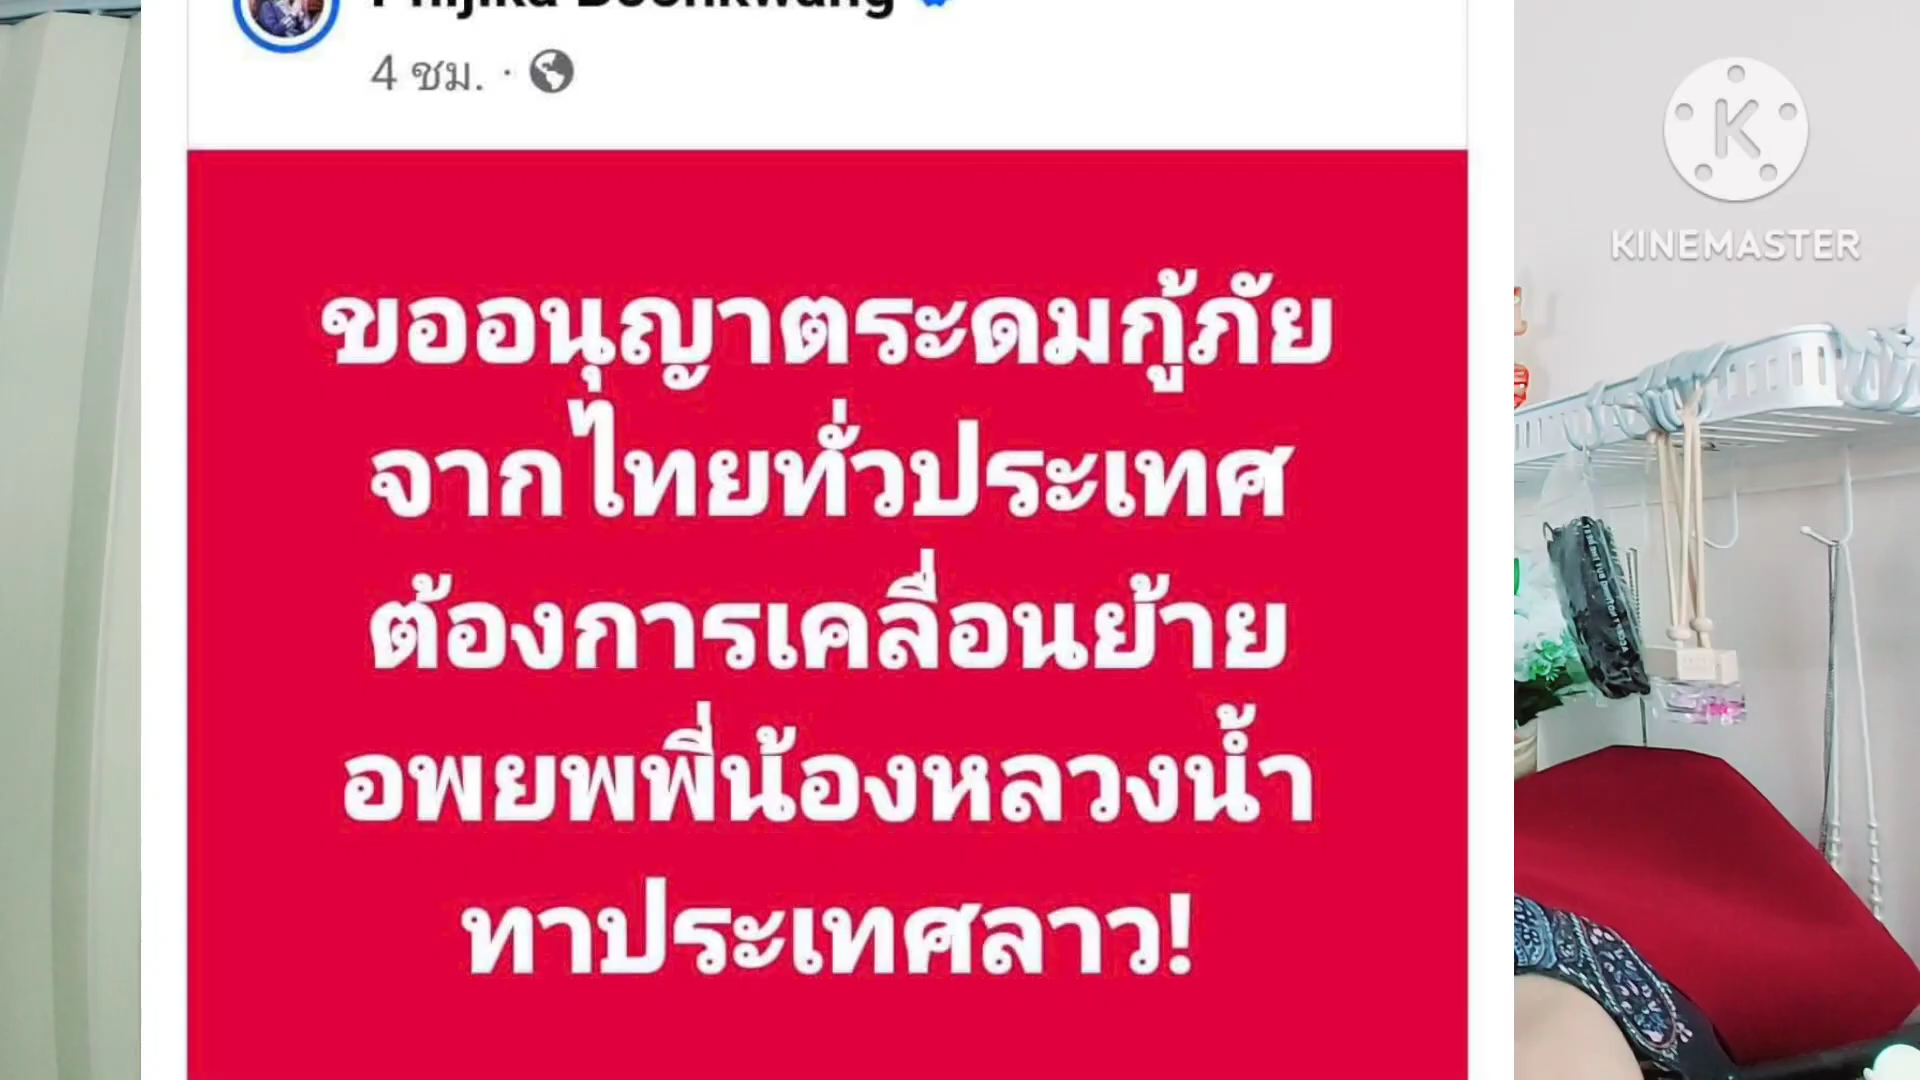 4 ชม. ·
KINEMASTER
ขออนุญาตระดมกู้ภัย
จากไทยทั่วประเทศ
ต้องการเคลื่อนย้าย
อพยพพี่น้องหลวงน้ำ
ทาประเทศลาว!